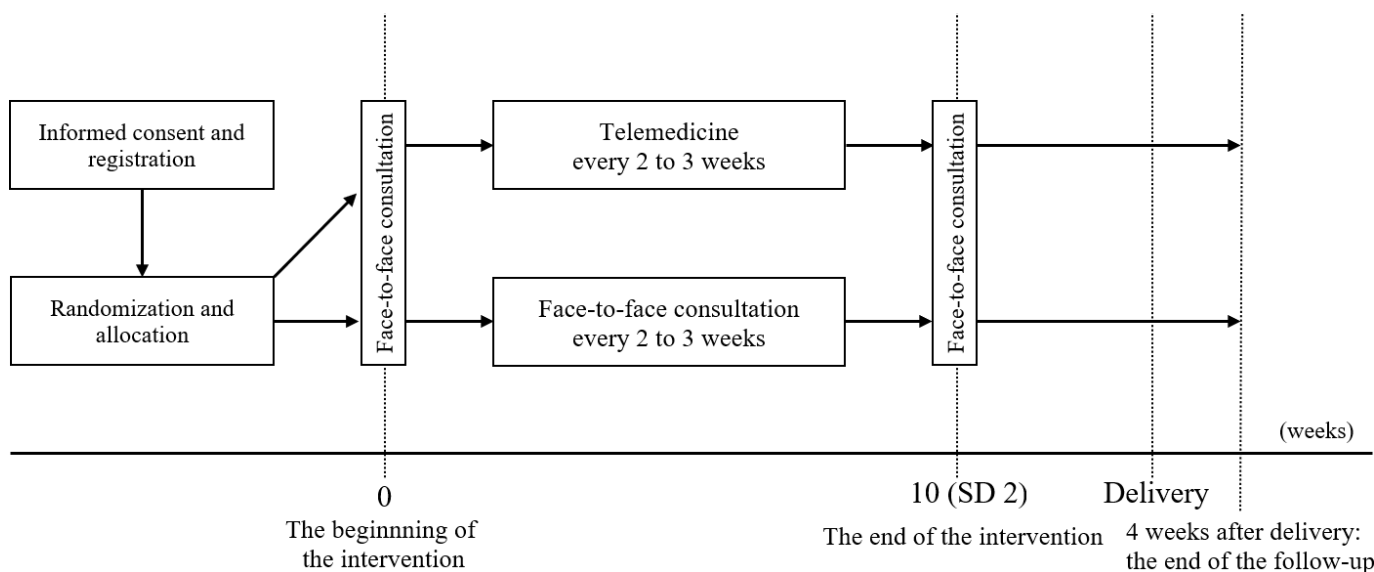 Informed consent and
registration
Randomization and
allocation
Face-to-face consultation
Telemedicine
every 2 to 3 weeks
Face-to-face consultation
every 2 to 3 weeks
Face-to-face consultation
(weeks)
0
The beginnning of
the intervention
10 (SD 2)
The end of the intervention
Delivery
4 weeks after delivery:
the end of the follow-up